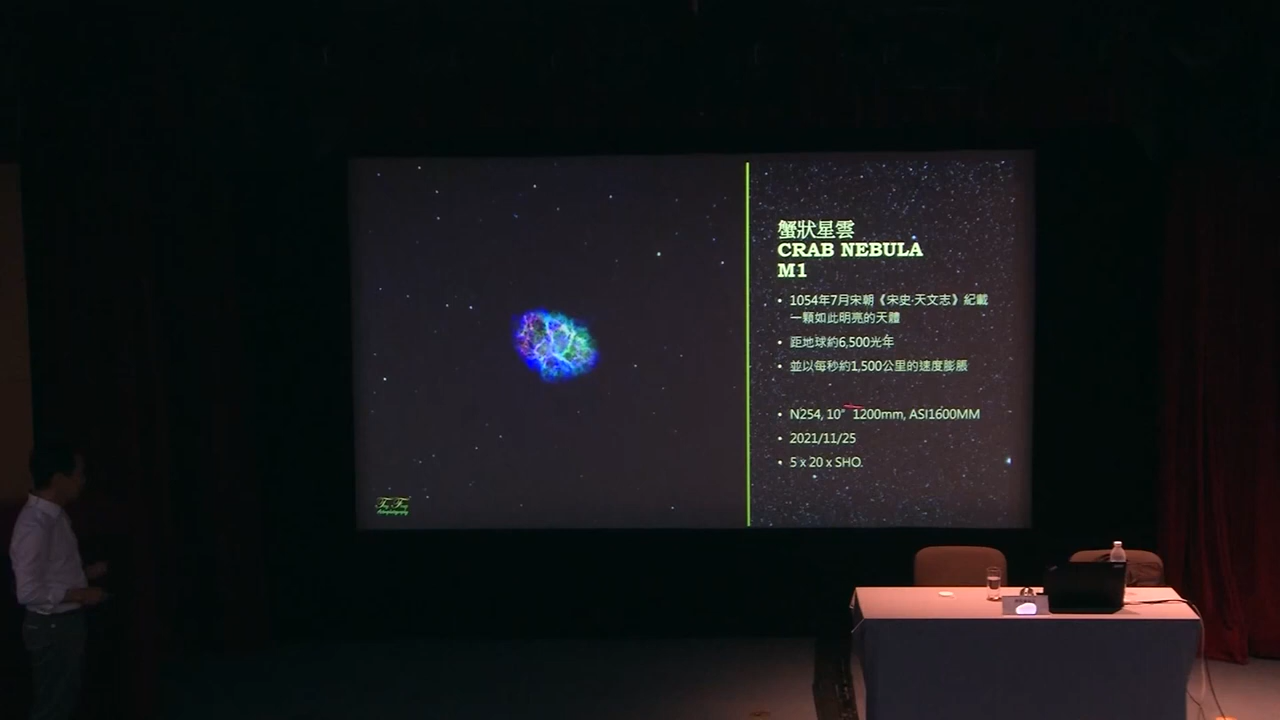 蟹狀星雲
CRAB NEBULA
M1
• 1054年7月宋朝《宋史·天文志》紀載
一顆如此明亮的天體
• 距地球約6,500光年
• 並以每秒約1,500公里的速度膨脹
• N254, 10" 1200mm, ASI1600MM
• 2021/11/25
• 5 x 20 x SHO.